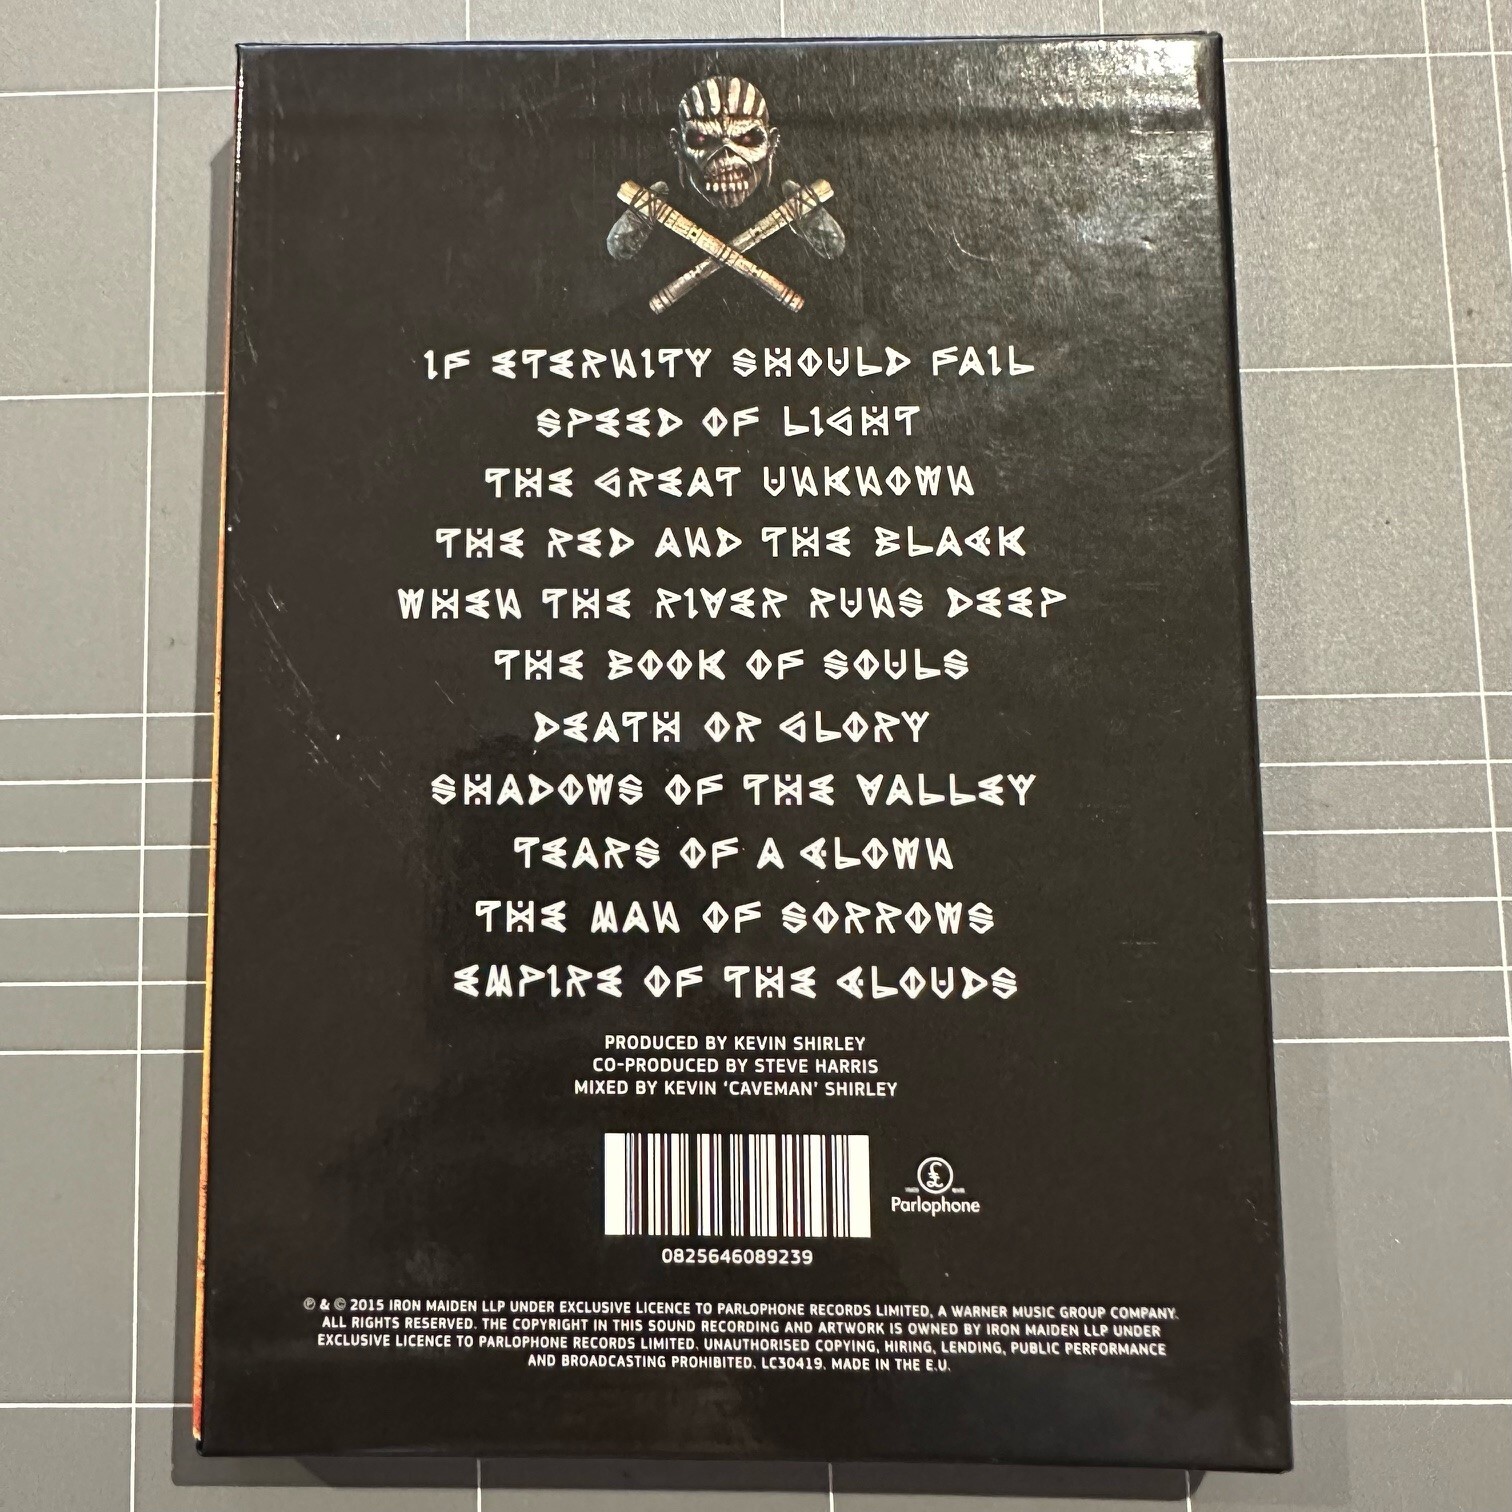 IF ETERNITY SHOULD FAIL
SPEED OF LIGHT
THE GREAT UNKNOWN
THE RED AND THE BLACK
WHEN THE RIVER RUNS DEEP
THE BOOK OF SOULS
DEATH OR GLORY
SHADOWS OF THE VALLEY
TEARS OF A CLOWN
THE MAN OF SORROWS
EMPIRE OF THE CLOUDS
PRODUCED BY KEVIN SHIRLEY
CO-PRODUCED BY STEVE HARRIS
MIXED BY KEVIN ‘CAVEMAN’ SHIRLEY
£
Parlophone
0825646089239
℗ & © 2015 IRON MAIDEN LLP UNDER EXCLUSIVE LICENCE TO PARLOPHONE RECORDS LIMITED, A WARNER MUSIC GROUP COMPANY.
ALL RIGHTS RESERVED. THE COPYRIGHT IN THIS SOUND RECORDING AND ARTWORK IS OWNED BY IRON MAIDEN LLP UNDER
EXCLUSIVE LICENCE TO PARLOPHONE RECORDS LIMITED. UNAUTHORISED COPYING, HIRING, LENDING, PUBLIC PERFORMANCE
AND BROADCASTING PROHIBITED. LC30419. MADE IN THE E.U.